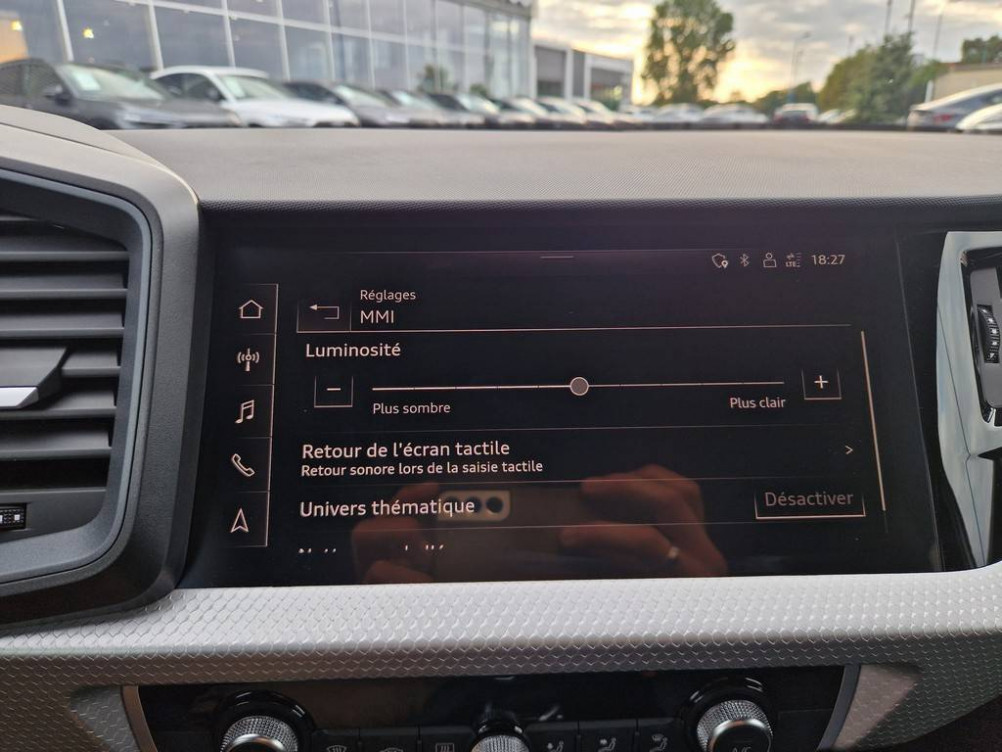 LTE 18:27
Réglages
MMI
Luminosité
− +
Plus sombre Plus clair
Retour de l'écran tactile >
Retour sonore lors de la saisie tactile
Univers thématique Désactiver
A/C